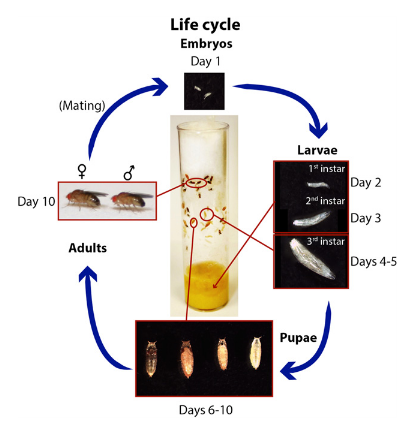 Life cycle
Embryos
Day 1
(Mating)
Larvae
1st instar
Day 2
2nd instar
Day 3
3rd instar
Days 4-5
♀ ♂
Day 10
Adults
Pupae
Days 6-10